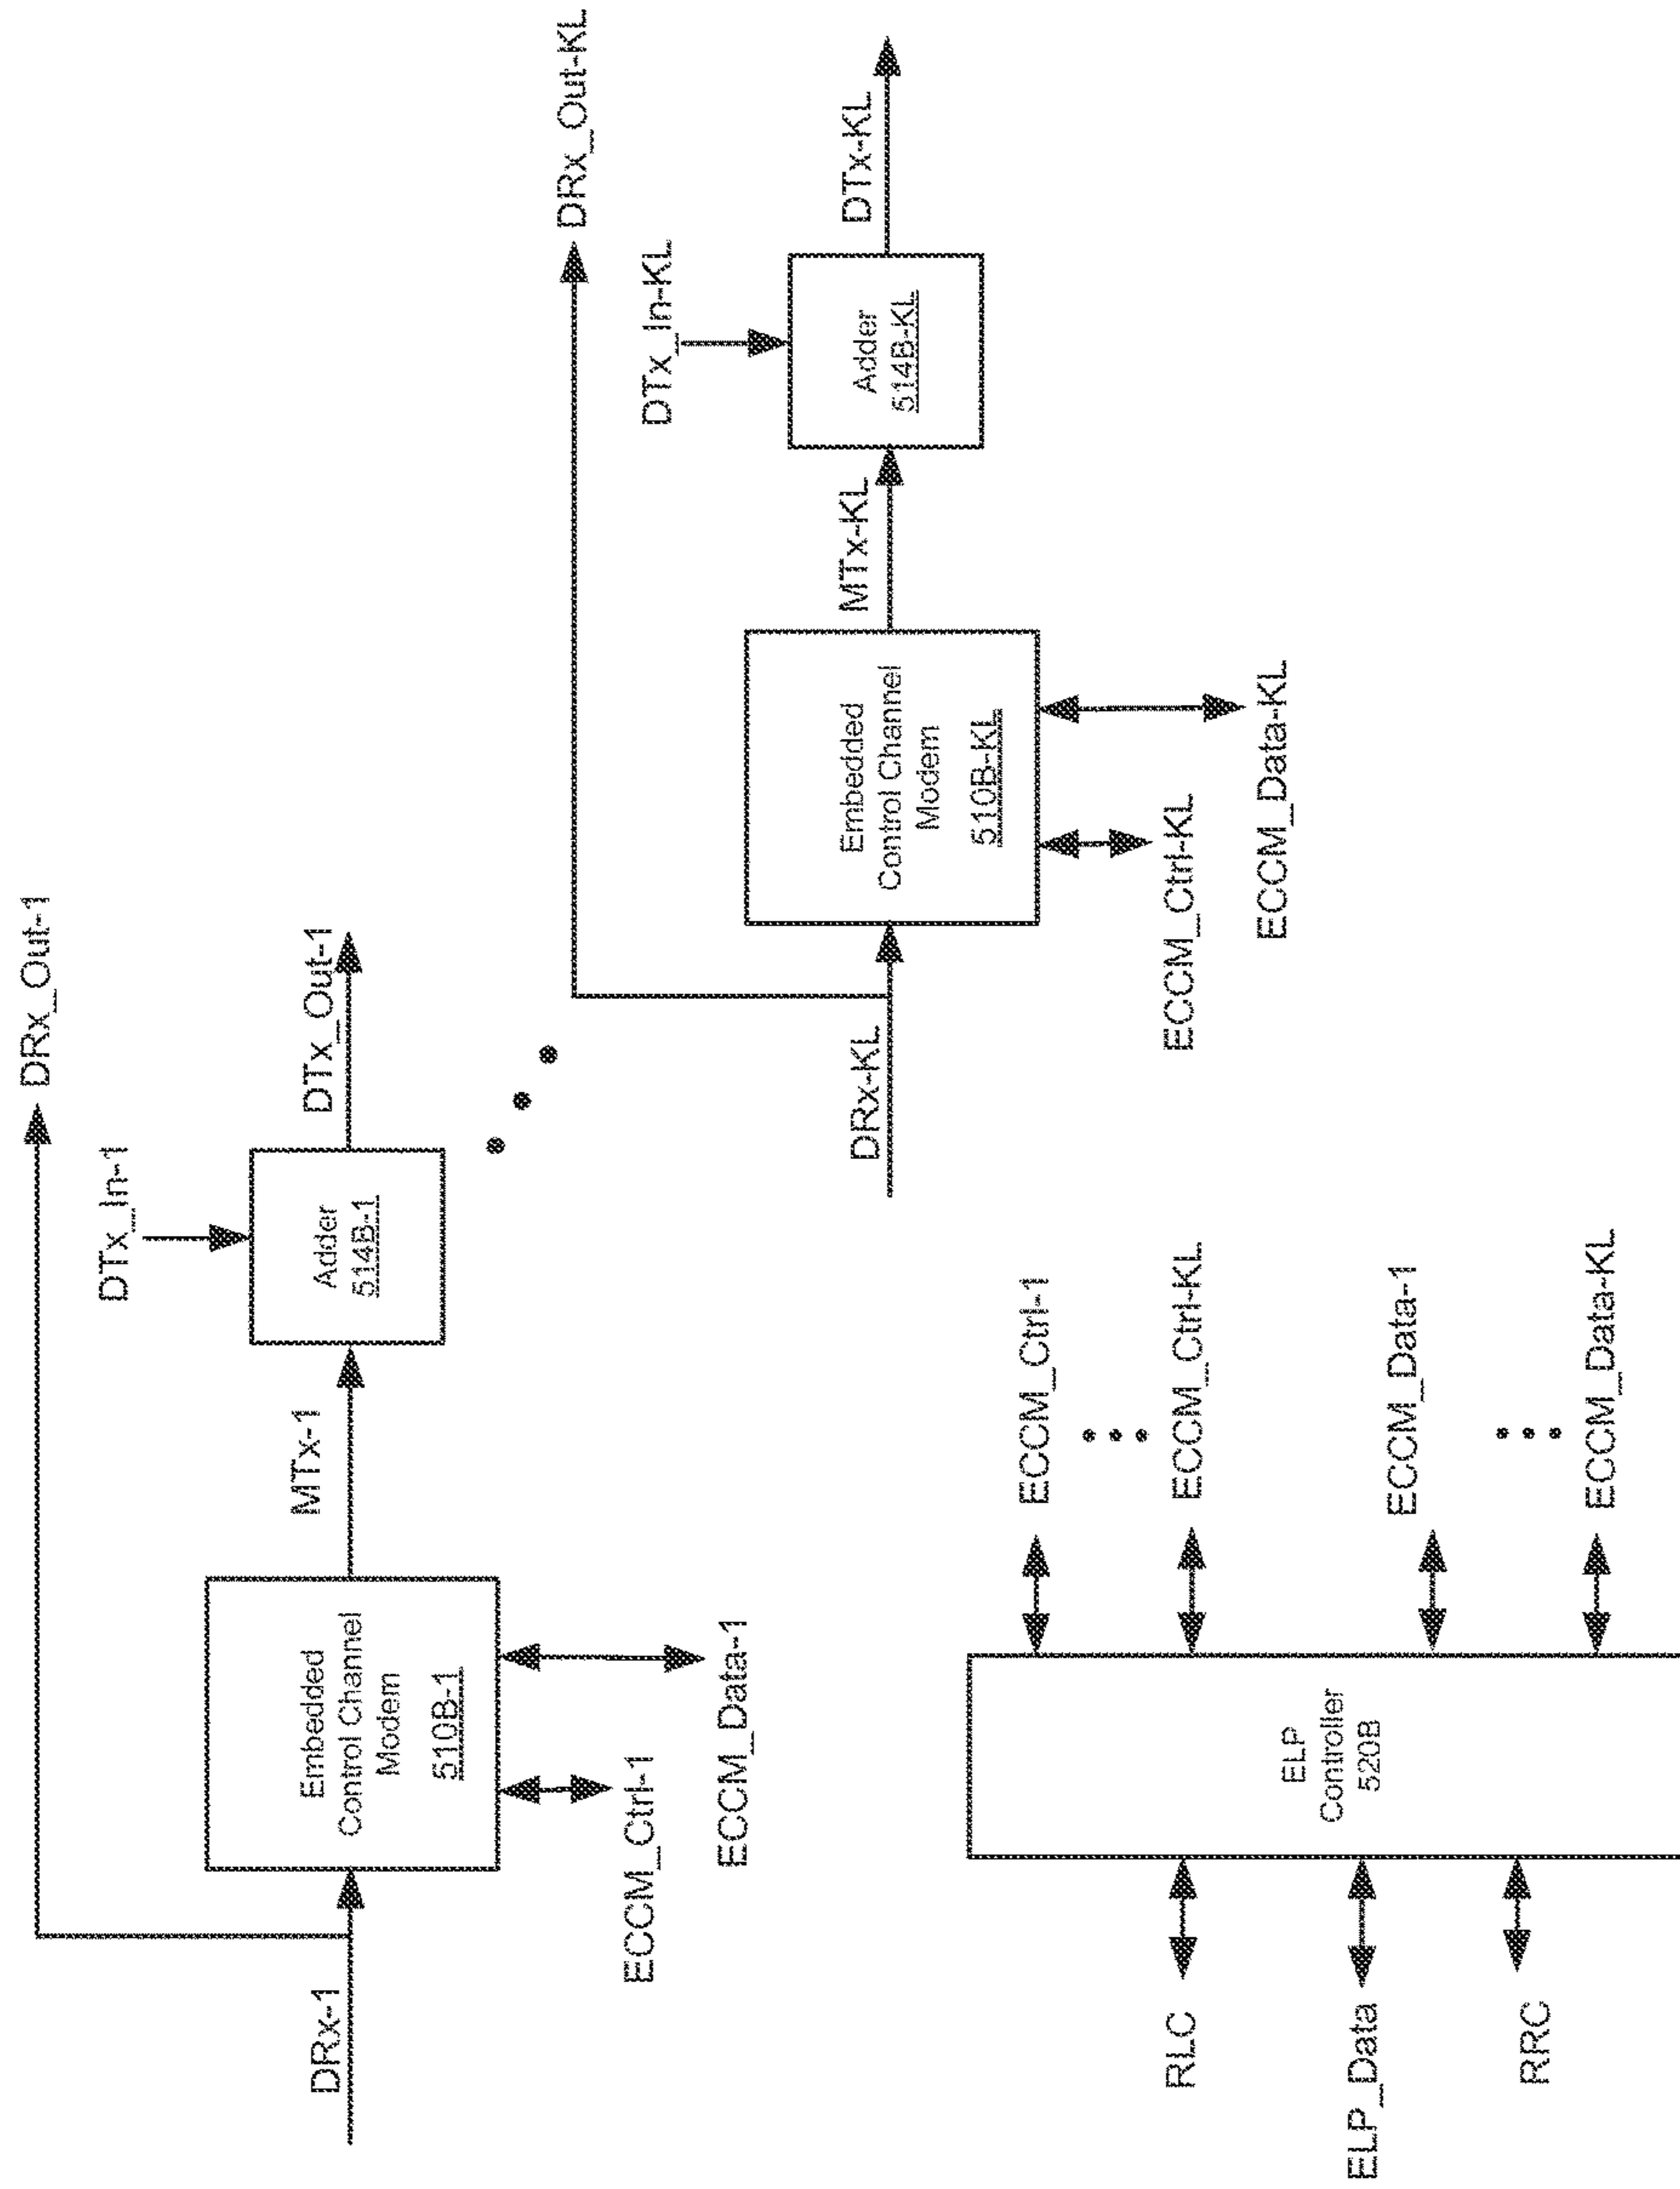 DRx_Out-1
DTx_In-1
DRx-1
Embedded
Control Channel
Modem
510B-1
MTx-1
Adder
514B-1
DTx_Out-1
ECCM_Ctrl-1
ECCM_Data-1
DRx_Out-KL
DTx_In-KL
DRx-KL
Embedded
Control Channel
Modem
510B-KL
MTx-KL
Adder
514B-KL
DTx-KL
ECCM_Ctrl-KL
ECCM_Data-KL
RLC
ELP_Data
RRC
ELP
Controller
520B
ECCM_Ctrl-1
ECCM_Ctrl-KL
ECCM_Data-1
ECCM_Data-KL